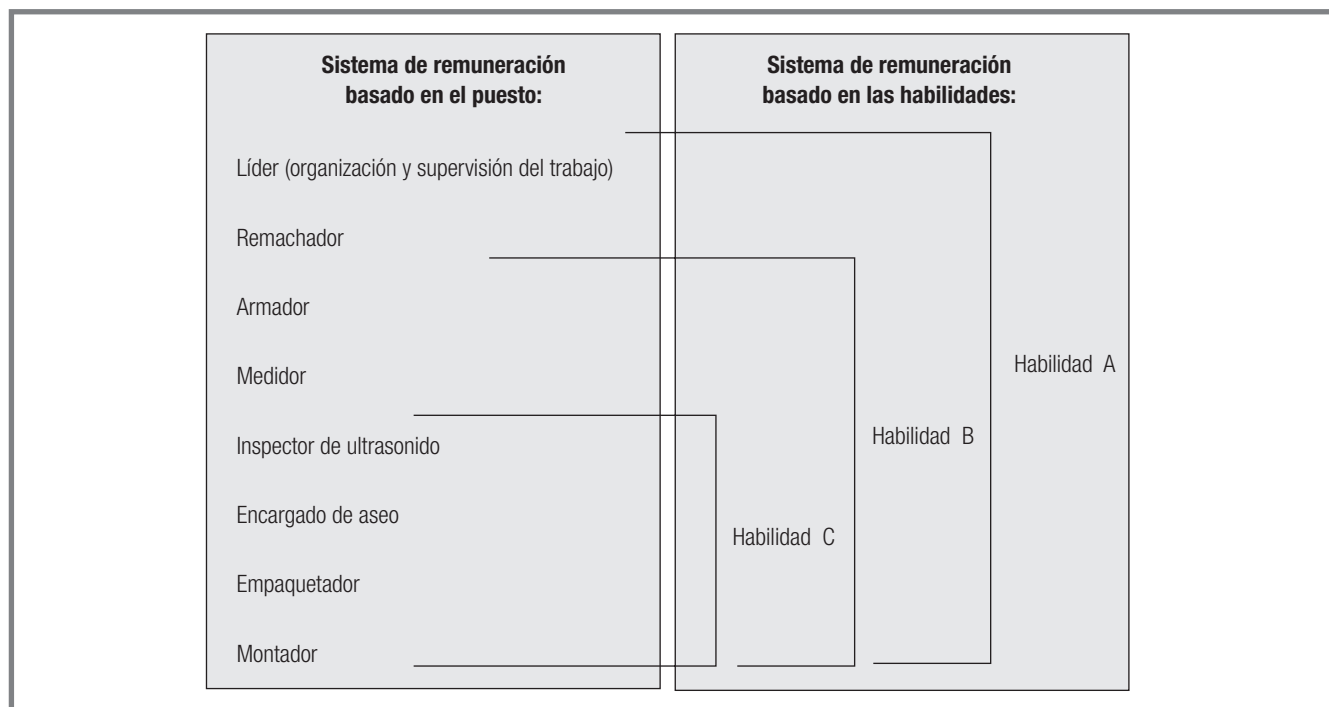 Sistema de remuneración
basado en el puesto:
Líder (organización y supervisión del trabajo)
Remachador
Armador
Medidor
Inspector de ultrasonido
Encargado de aseo
Empaquetador
Montador
Sistema de remuneración
basado en las habilidades:
Habilidad A
Habilidad B
Habilidad C